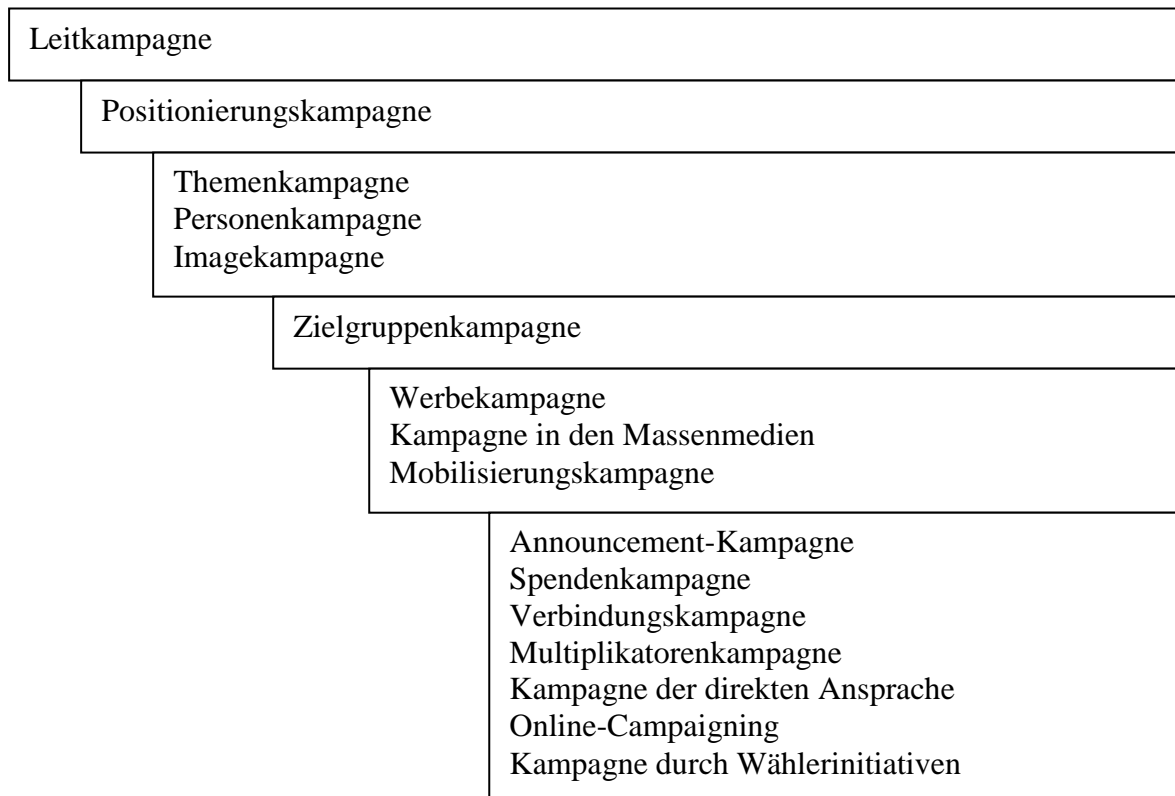 Leitkampagne
Positionierungskampagne
Themenkampagne
Personenkampagne
Imagekampagne
Zielgruppenkampagne
Werbekampagne
Kampagne in den Massenmedien
Mobilisierungskampagne
Announcement-Kampagne
Spendenkampagne
Verbindungskampagne
Multiplikatorenkampagne
Kampagne der direkten Ansprache
Online-Campaigning
Kampagne durch Wählerinitiativen